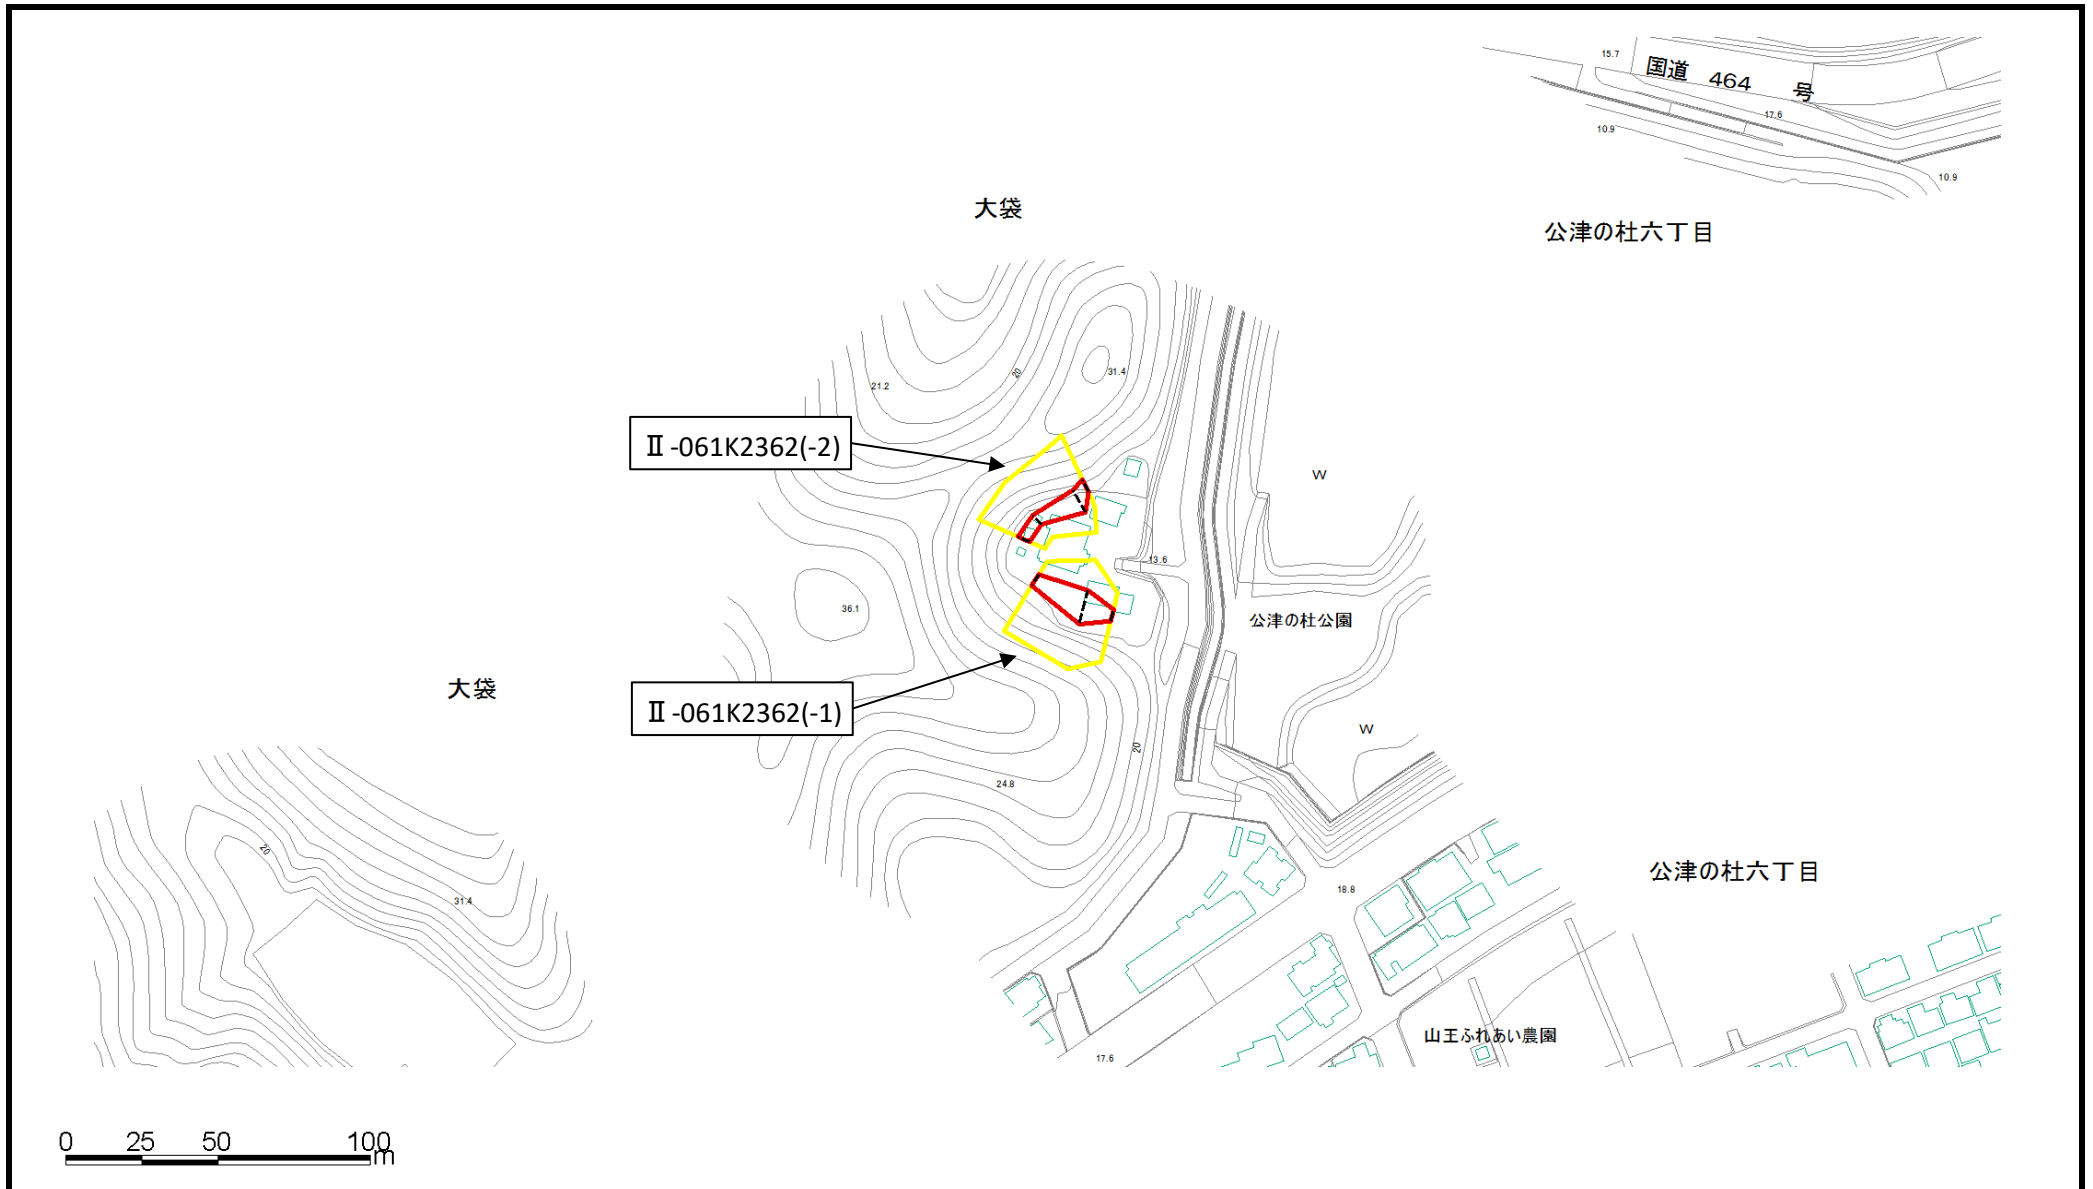 15.7
国道 464 号
17.6
10.9
10.9
大袋
公津の杜六丁目
21.2
20
31.4
Ⅱ-061K2362(-2)
W
13.6
36.1
公津の杜公園
大袋
Ⅱ-061K2362(-1)
W
20
24.8
20
31.4
18.8
公津の杜六丁目
山王ふれあい農園
17.6
0 25 50 100
m